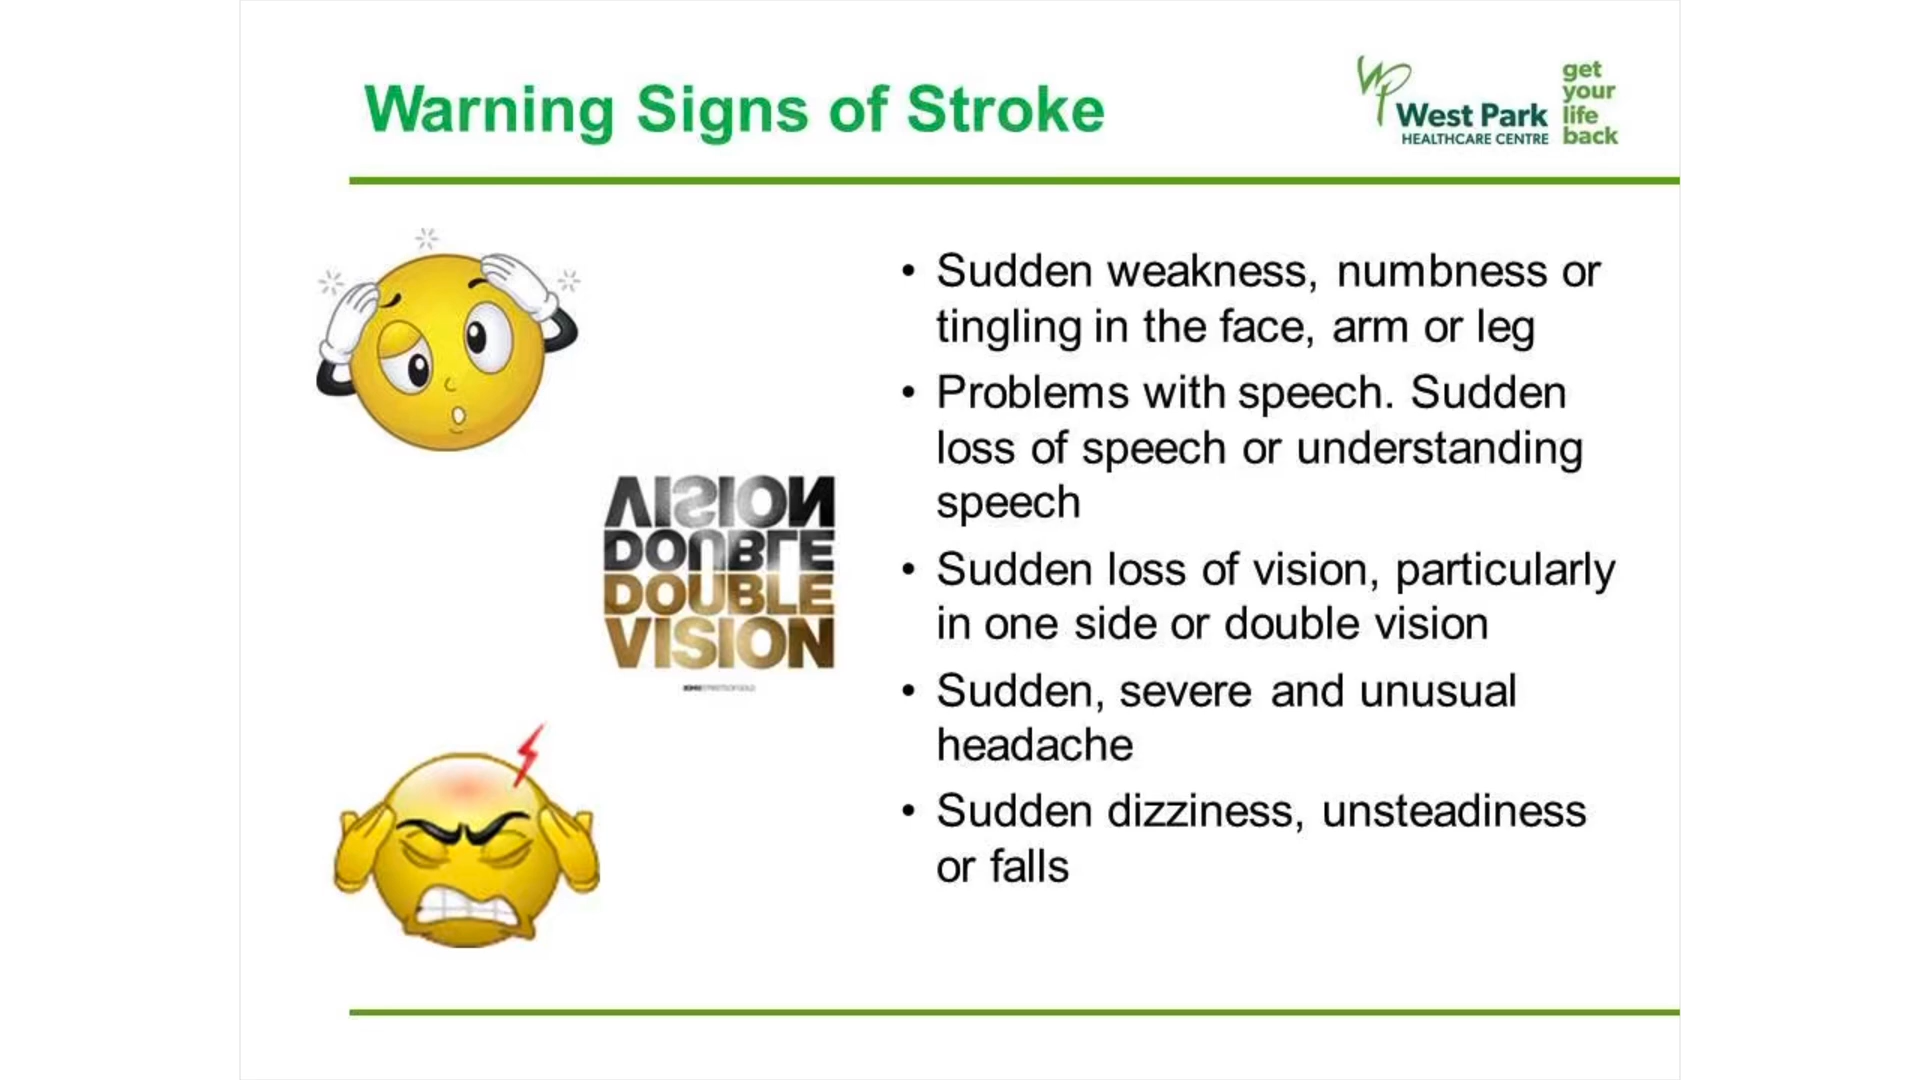 Warning Signs of Stroke
West Park
HEALTHCARE CENTRE
get
your
life
back
• Sudden weakness, numbness or
tingling in the face, arm or leg
• Problems with speech. Sudden
loss of speech or understanding
speech
• Sudden loss of vision, particularly
in one side or double vision
• Sudden, severe and unusual
headache
• Sudden dizziness, unsteadiness
or falls
VISION
DOUBLE
DOUBLE
VISION